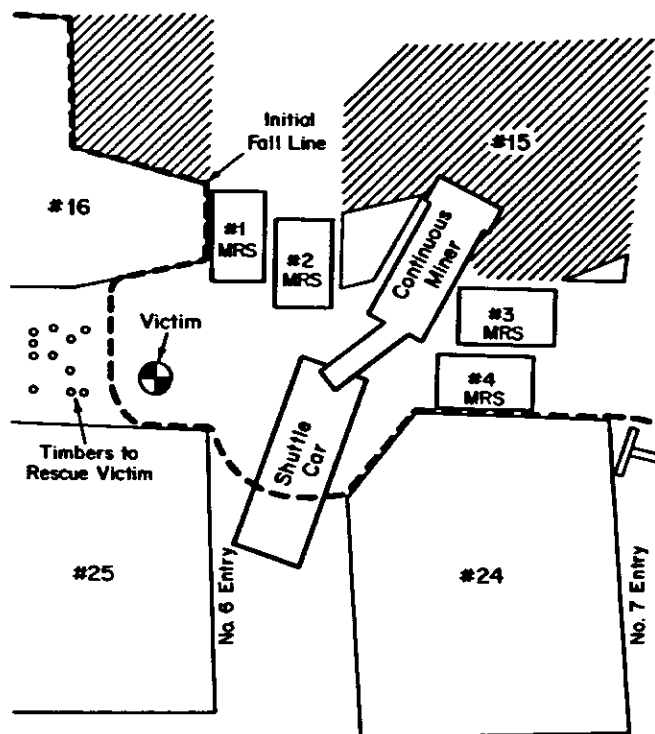 Initial
Fall Line
#15
#16
#1
MRS
#2
MRS
Continuous
Miner
#3
MRS
Victim
#4
MRS
Timbers to
Rescue Victim
Shuttle
Car
#25
No. 6 Entry
#24
No. 7 Entry